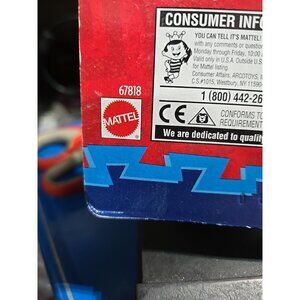 CONSUMER INFO
YOU CAN TELL IT'S MATTEL!
with any comments or question
Monday through Friday, 10:00
Valid only in U.S.A. Outside U.S.
for Mattel listing.
Consumer Affairs, ARCOTOYS, I
C.S.#1015, Westbury, NY 11590
1 (800) 442-26
67818
MATTEL
CE
CONFORMS TO
REQUIREMENT
We are dedicated to quality